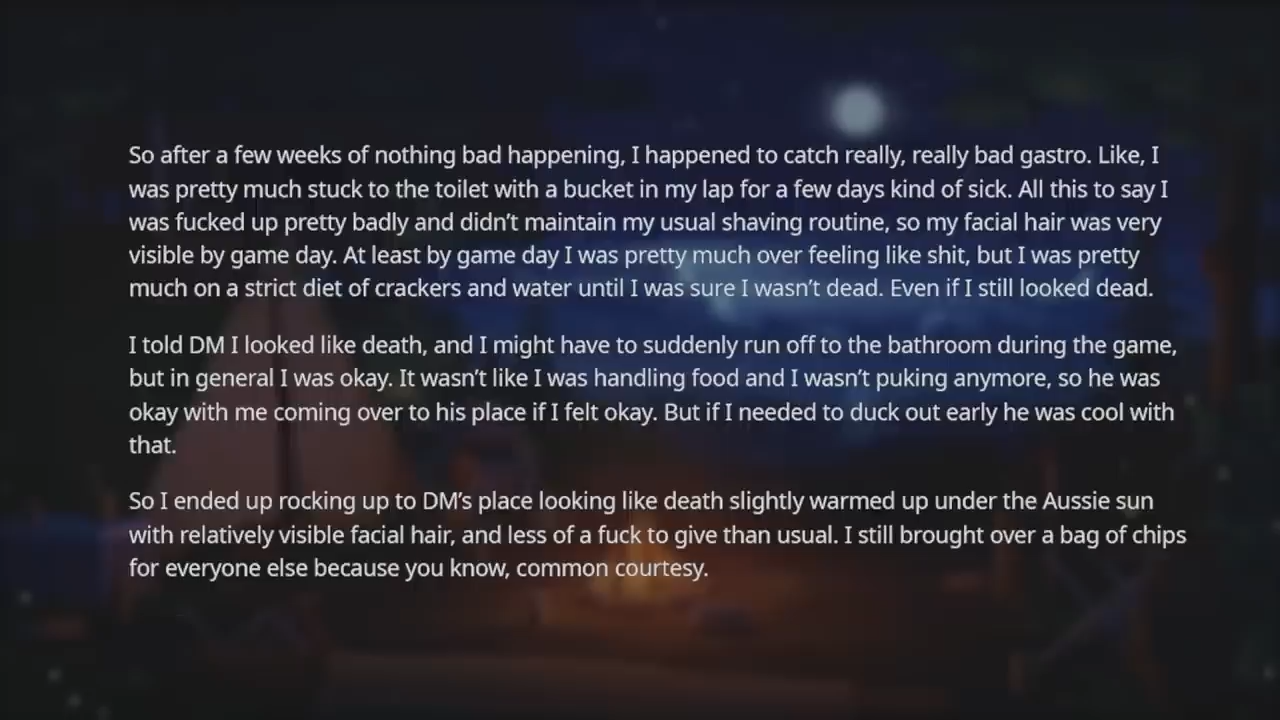 So after a few weeks of nothing bad happening, I happened to catch really, really bad gastro. Like, I
was pretty much stuck to the toilet with a bucket in my lap for a few days kind of sick. All this to say I
was fucked up pretty badly and didn't maintain my usual shaving routine, so my facial hair was very
visible by game day. At least by game day I was pretty much over feeling like shit, but I was pretty
much on a strict diet of crackers and water until I was sure I wasn't dead. Even if I still looked dead.
I told DM I looked like death, and I might have to suddenly run off to the bathroom during the game,
but in general I was okay. It wasn't like I was handling food and I wasn't puking anymore, so he was
okay with me coming over to his place if I felt okay. But if I needed to duck out early he was cool with
that.
So I ended up rocking up to DM's place looking like death slightly warmed up under the Aussie sun
with relatively visible facial hair, and less of a fuck to give than usual. I still brought over a bag of chips
for everyone else because you know, common courtesy.